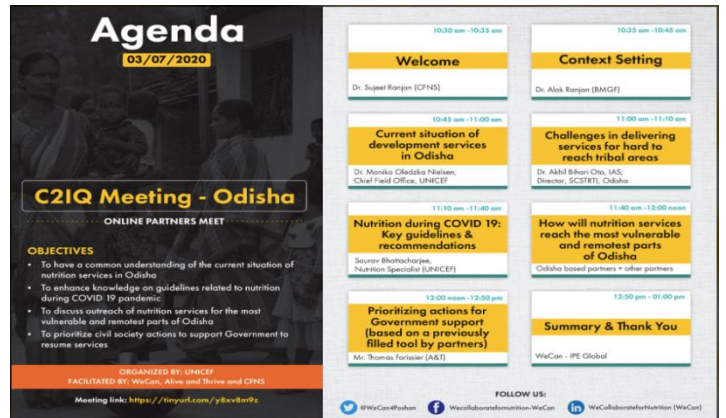 Agenda
03/07/2020
C2IQ Meeting - Odisha
ONLINE PARTNERS MEET
OBJECTIVES
• To have a common understanding of the current situation of
nutrition services in Odisha
• To enhance knowledge on guidelines related to nutrition
during COVID 19 pandemic
• To discuss outreach of nutrition services for the most
vulnerable and remotest parts of Odisha
• To prioritize civil society actions to support Government to
resume services
ORGANIZED BY: UNICEF
FACILITATED BY: WeCan, Alive and Thrive and CFNS
Meeting link: https://tinyurl.com/y8xv8m9z
10:30 am -10:35 am
Welcome
Dr. Sujeet Ranjan (CFNS)
10:35 am -10:45 am
Context Setting
Dr. Alok Ranjan (BMGF)
10:45 am -11:00 am
Current situation of
development services
in Odisha
Dr. Monika Oledzka Nielsen,
Chief Field Office, UNICEF
11:00 am -11:10 am
Challenges in delivering
services for hard to
reach tribal areas
Dr. Akhil Bihari Ota, IAS;
Director, SCSTRTI, Odisha
11:10 am -11:40 am
Nutrition during COVID 19:
Key guidelines &
recommendations
Sourav Bhattacharjee,
Nutrition Specialist (UNICEF)
11:40 am -12:00 noon
How will nutrition services
reach the most vulnerable
and remotest parts
of Odisha
Odisha based partners + other partners
12:00 noon -12:50 pm
Prioritizing actions for
Government support
(based on a previously
filled tool by partners)
Mr. Thomas Forissier (A&T)
12:50 pm - 01:00 pm
Summary & Thank You
WeCan - IPE Global
FOLLOW US:
@WeCan4Poshan
Wecollaboratefornutrition-WeCan
WeCollaborateforNutrition (WeCan)